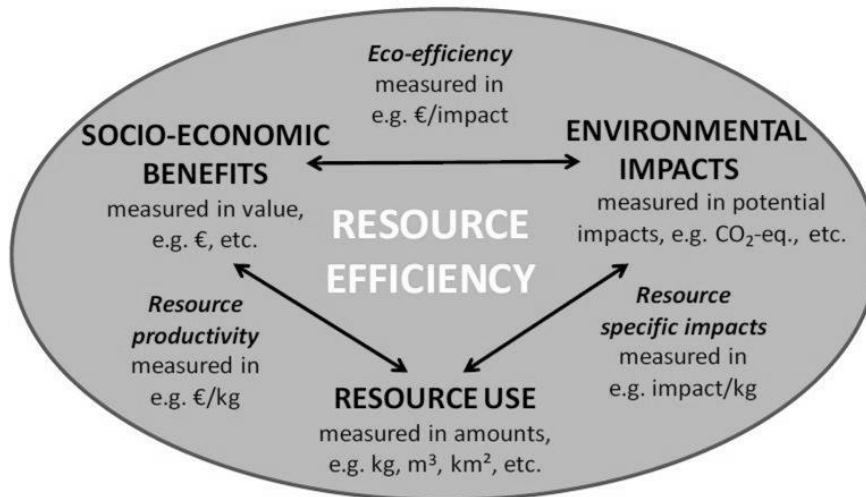 Eco-efficiency
measured in
e.g. €/impact
SOCIO-ECONOMIC
BENEFITS
measured in value,
e.g. €, etc.
ENVIRONMENTAL
IMPACTS
measured in potential
impacts, e.g. CO₂-eq., etc.
RESOURCE
EFFICIENCY
Resource
productivity
measured in
e.g. €/kg
Resource
specific impacts
measured in
e.g. impact/kg
RESOURCE USE
measured in amounts,
e.g. kg, m³, km², etc.